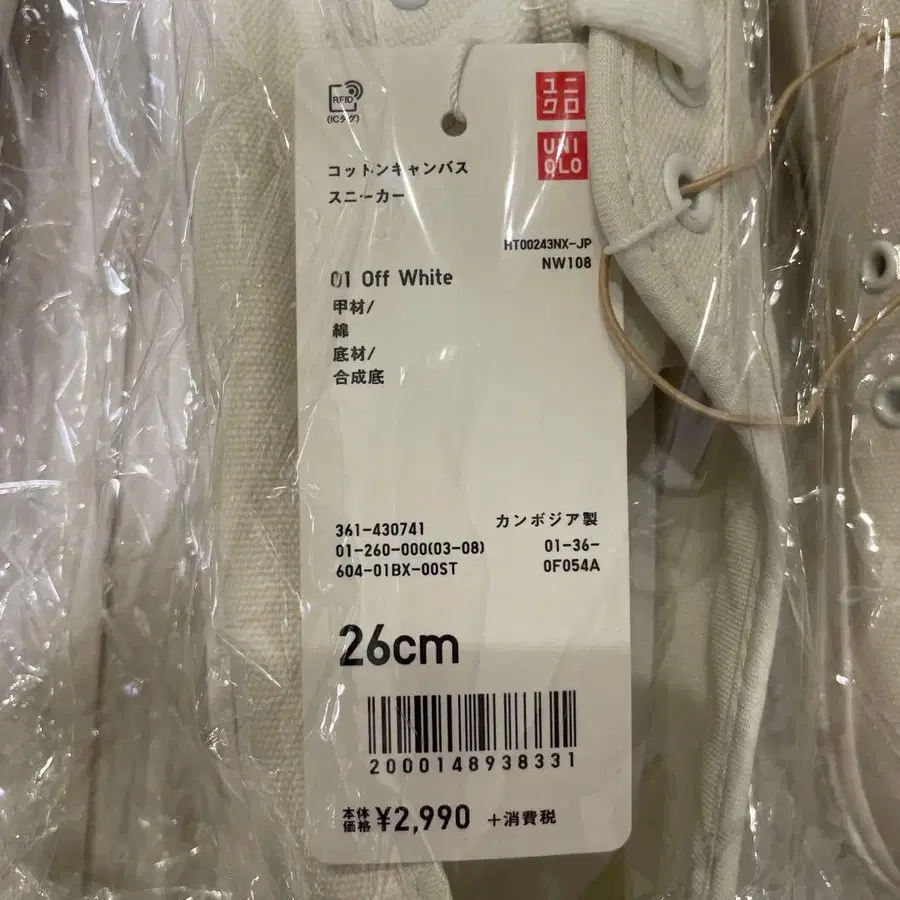 RFID
(ICタグ)
ユニ
クロ
UNI
QLO
コットンキャンバス
スニーカー
HT00243NX-JP
NW108
01 Off White
甲材/
綿
底材/
合成底
361-430741 カンボジア製
01-260-000(03-08) 01-36-
604-01BX-00ST 0F054A
26cm
2000148938331
本体
価格 ¥2,990 +消費税